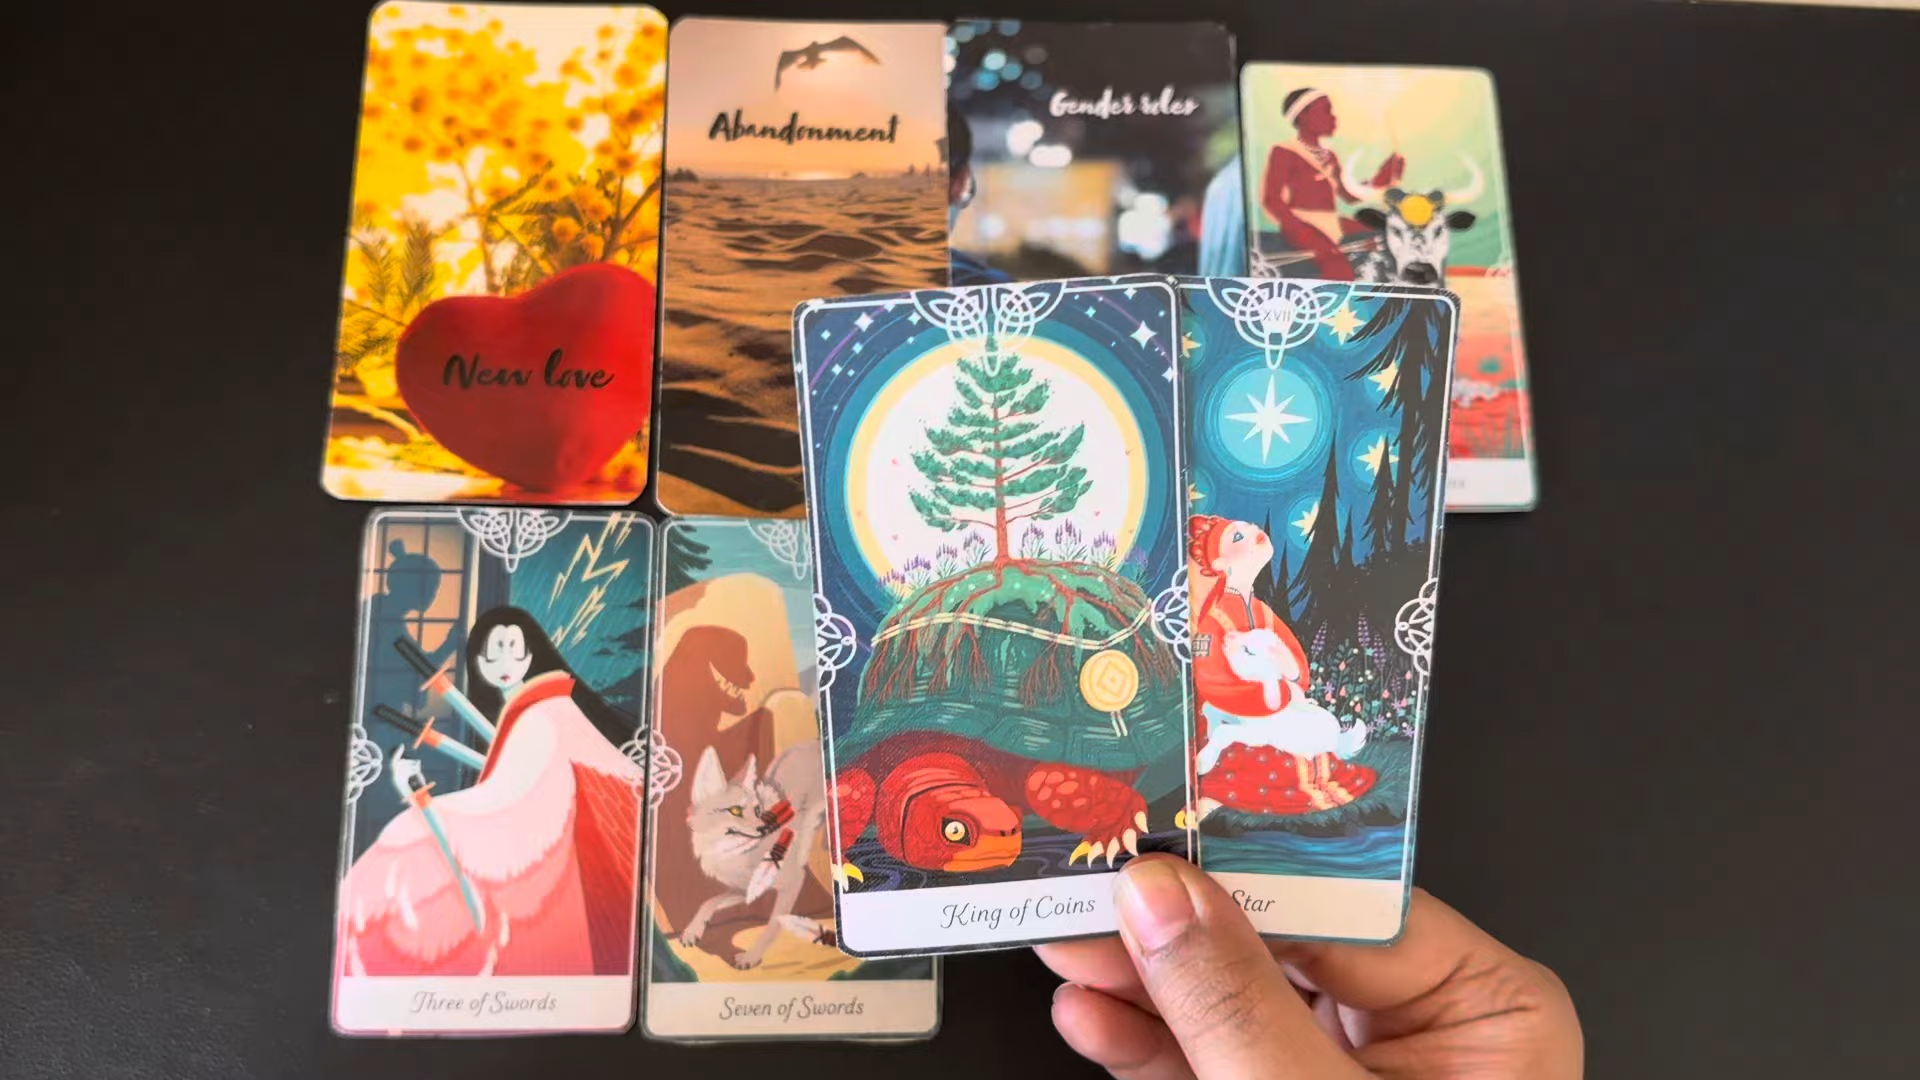 New love
Abandonment
Gender roles
XVII
King of Coins
Star
Three of Swords
Seven of Swords